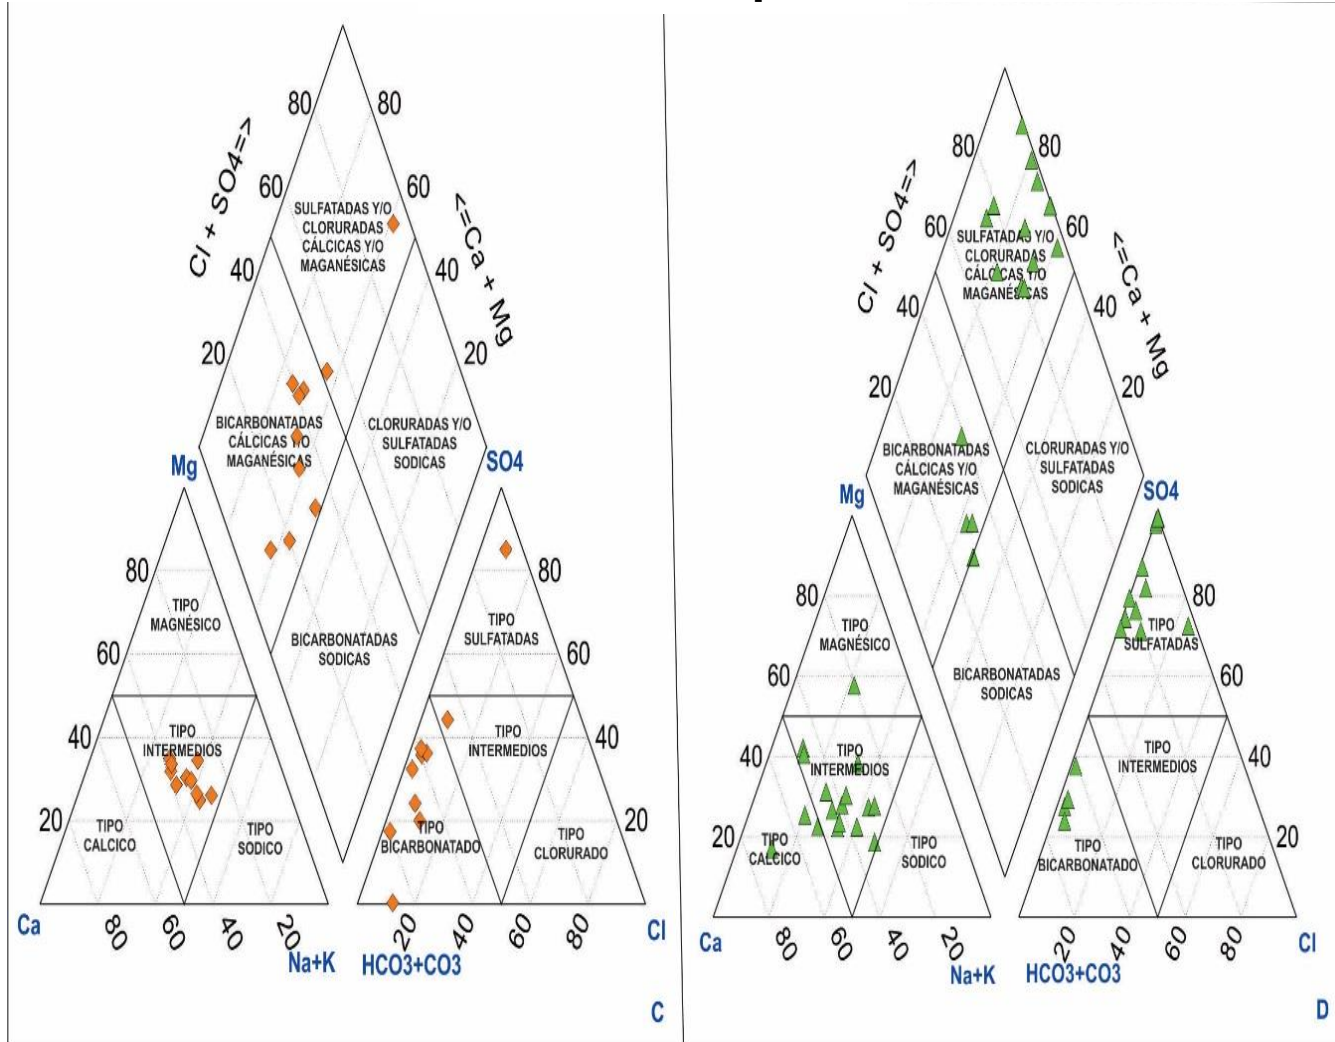 80
80
Cl + SO4=>
<=Ca + Mg
60
60
SULFATADAS Y/O
CLORURADAS
CÁLCICAS Y/O
MAGANÉSICAS
40
40
20
20
BICARBONATADAS
CÁLCICAS Y/O
MAGANÉSICAS
CLORURADAS Y/O
SULFATADAS
SODICAS
Mg
SO4
BICARBONATADAS
SODICAS
80
TIPO
MAGNÉSICO
60
40
TIPO
INTERMEDIOS
20
TIPO
CALCICO
TIPO
SODICO
Ca
80
60
40
20
Na+K
80
TIPO
SULFATADAS
60
TIPO
INTERMEDIOS
40
TIPO
BICARBONATADO
TIPO
CLORURADO
20
HCO3+CO3
20
40
60
80
Cl
C
80
80
Cl + SO4=>
<=Ca + Mg
60
60
SULFATADAS Y/O
CLORURADAS
CÁLCICAS Y/O
MAGANÉSICAS
40
40
20
20
BICARBONATADAS
CÁLCICAS Y/O
MAGANÉSICAS
CLORURADAS Y/O
SULFATADAS
SODICAS
Mg
SO4
BICARBONATADAS
SODICAS
80
TIPO
MAGNÉSICO
60
40
TIPO
INTERMEDIOS
20
TIPO
CALCICO
TIPO
SODICO
Ca
80
60
40
20
Na+K
80
TIPO
SULFATADAS
60
TIPO
INTERMEDIOS
40
TIPO
BICARBONATADO
TIPO
CLORURADO
20
HCO3+CO3
20
40
60
80
Cl
D